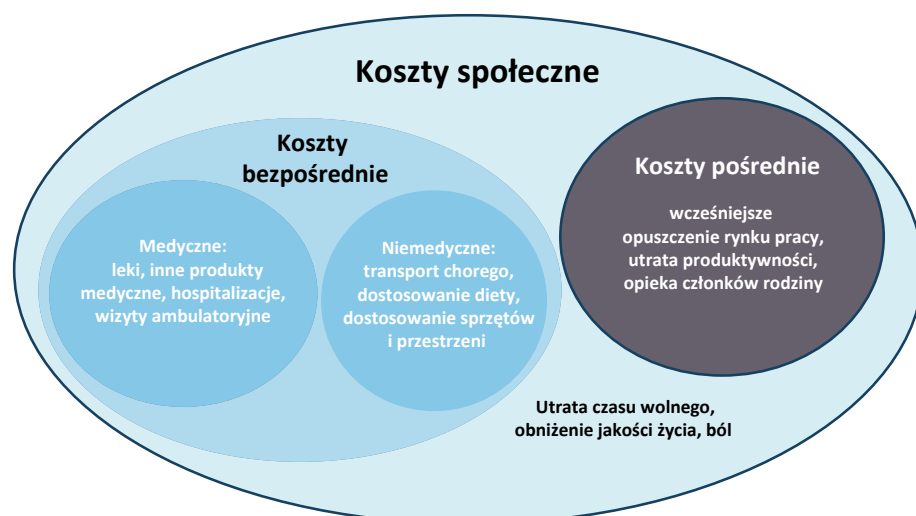 Koszty społeczne
Koszty
bezpośrednie
Medyczne:
leki, inne produkty
medyczne, hospitalizacje,
wizyty ambulatoryjne
Niemedyczne:
transport chorego,
dostosowanie diety,
dostosowanie sprzętów
i przestrzeni
Koszty pośrednie
wcześniejsze
opuszczenie rynku pracy,
utrata produktywności,
opieka członków rodziny
Utrata czasu wolnego,
obniżenie jakości życia, ból